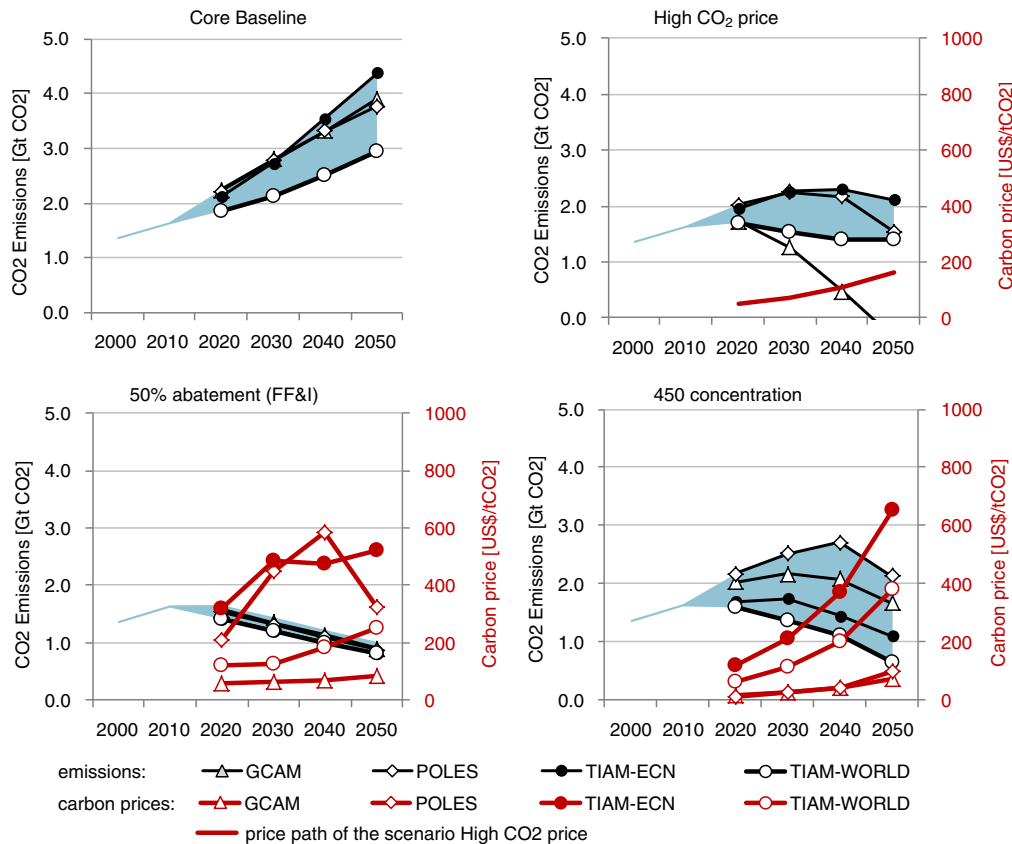 Core Baseline
CO2 Emissions [Gt CO2]
5.0
4.0
3.0
2.0
1.0
0.0
2000 2010 2020 2030 2040 2050
High CO₂ price
CO2 Emissions [Gt CO2]
5.0
4.0
3.0
2.0
1.0
0.0
1000
800
600
400
200
0
Carbon price [US$/tCO2]
2000 2010 2020 2030 2040 2050
50% abatement (FF&I)
CO2 Emissions [Gt CO2]
5.0
4.0
3.0
2.0
1.0
0.0
1000
800
600
400
200
0
Carbon price [US$/tCO2]
2000 2010 2020 2030 2040 2050
450 concentration
CO2 Emissions [Gt CO2]
5.0
4.0
3.0
2.0
1.0
0.0
1000
800
600
400
200
0
Carbon price [US$/tCO2]
2000 2010 2020 2030 2040 2050
emissions: GCAM POLES TIAM-ECN TIAM-WORLD
carbon prices: GCAM POLES TIAM-ECN TIAM-WORLD
price path of the scenario High CO2 price